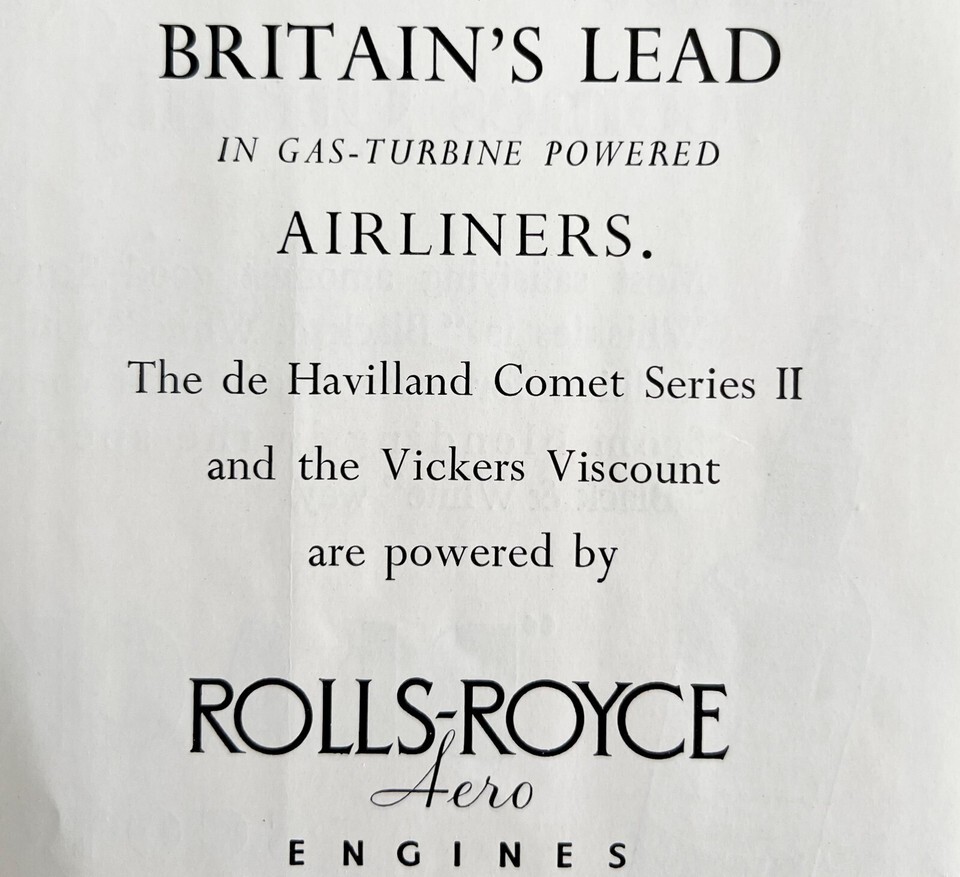 BRITAIN'S LEAD
IN GAS-TURBINE POWERED
AIRLINERS.
The de Havilland Comet Series II
and the Vickers Viscount
are powered by
ROLLS-ROYCE
Aero
ENGINES